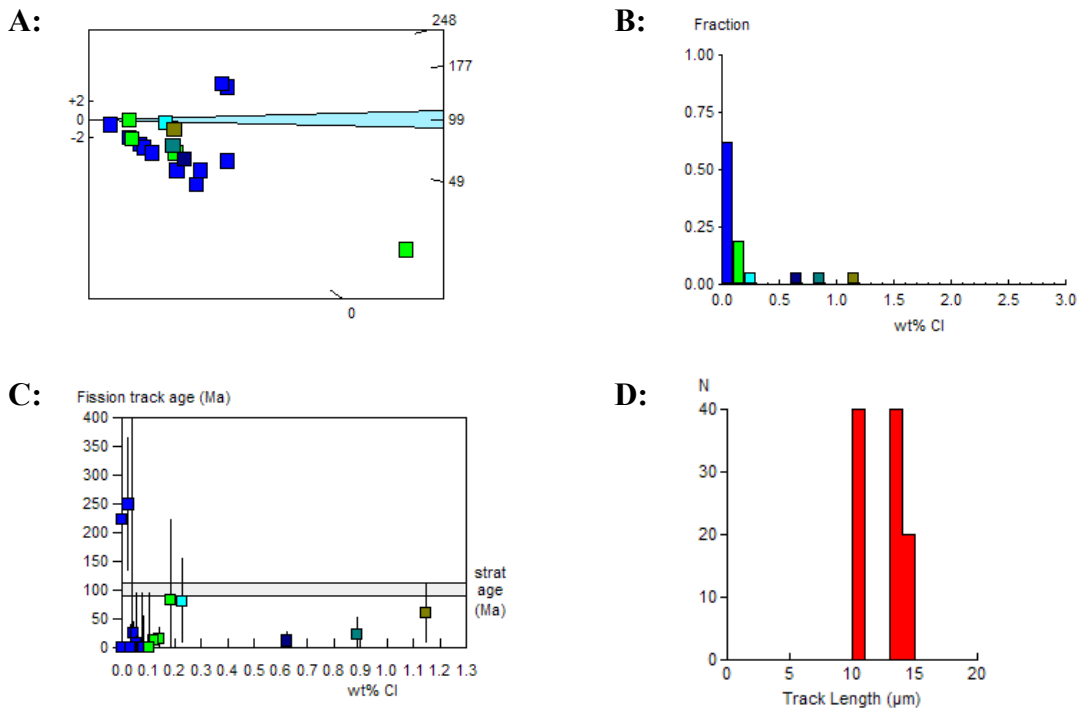 A:
248
177
+2
0
99
-2
49
0
B:
Fraction
1.00
0.75
0.50
0.25
0.00
0.0 0.5 1.0 1.5 2.0 2.5 3.0
wt% Cl
C:
Fission track age (Ma)
400
350
300
250
200
150
100
50
0
strat
age
(Ma)
0.0 0.1 0.2 0.3 0.4 0.5 0.6 0.7 0.8 0.9 1.0 1.1 1.2 1.3
wt% Cl
D:
N
40
30
20
10
0
0 5 10 15 20
Track Length (µm)